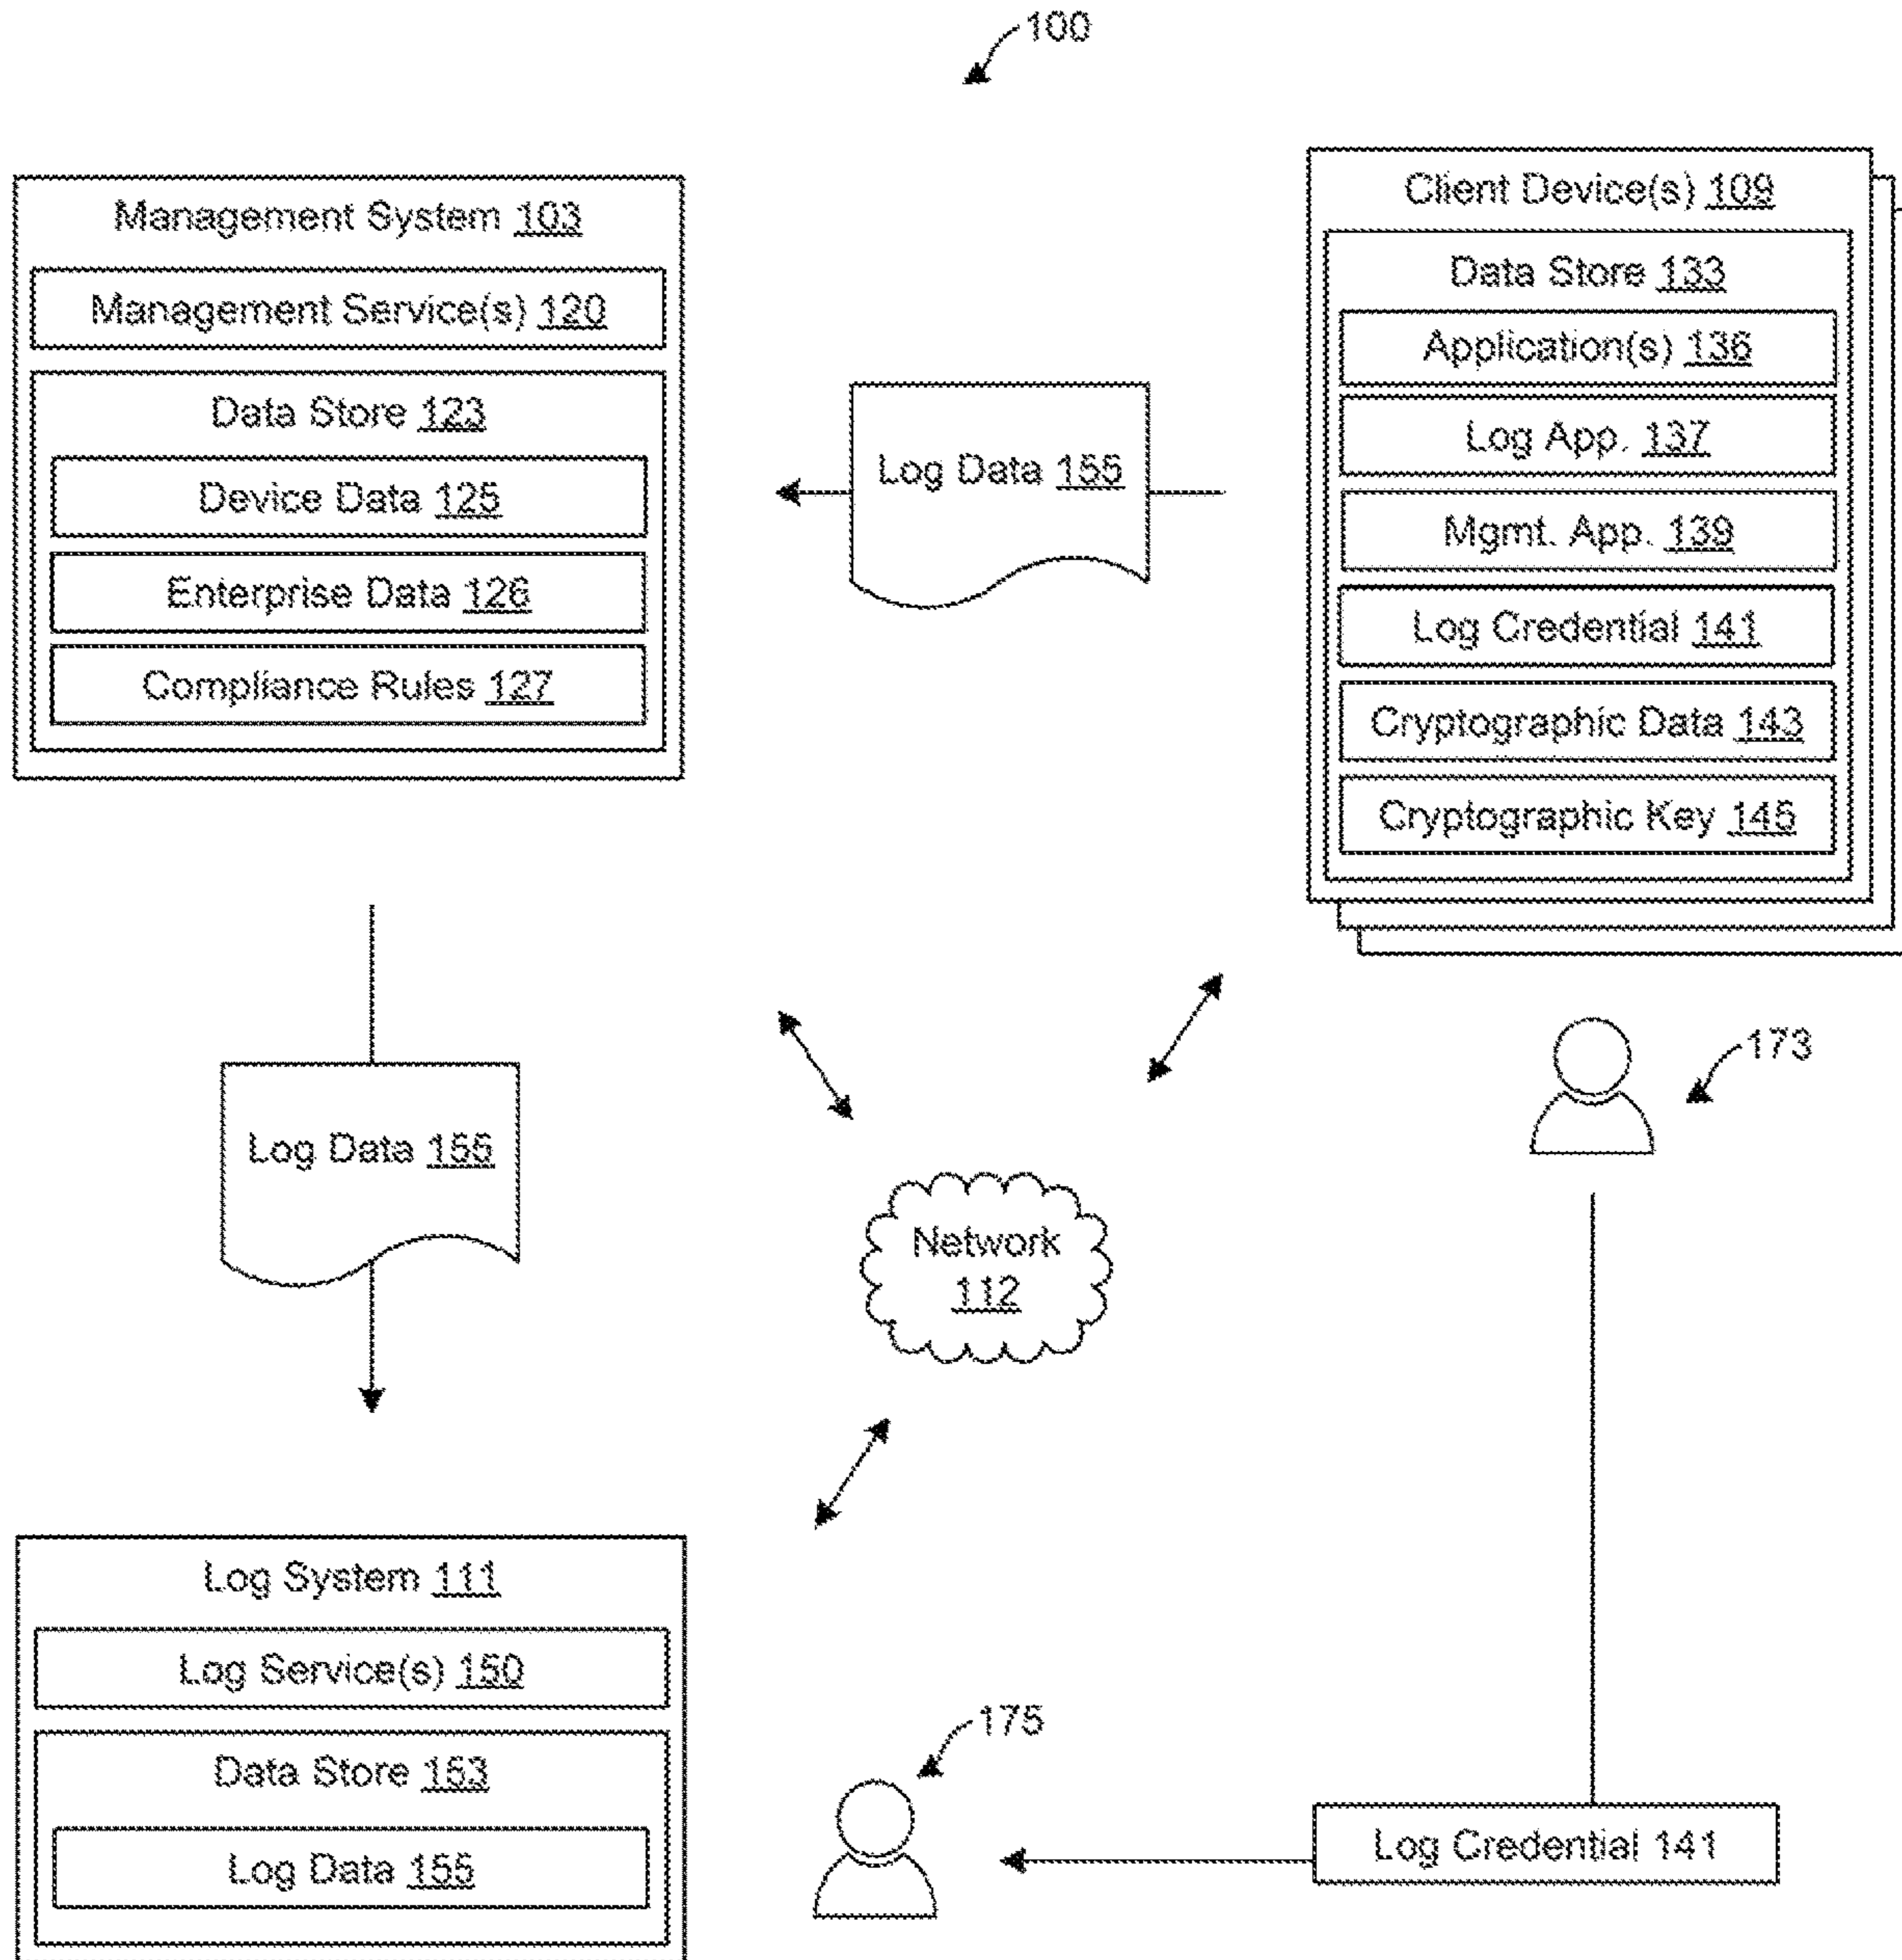 100
Management System 103
Management Service(s) 120
Data Store 123
Device Data 125
Enterprise Data 126
Compliance Rules 127
Log Data 155
Client Device(s) 109
Data Store 133
Application(s) 136
Log App. 137
Mgmt. App. 139
Log Credential 141
Cryptographic Data 143
Cryptographic Key 145
173
Log Data 155
Network
112
Log System 111
Log Service(s) 150
Data Store 153
Log Data 155
175
Log Credential 141